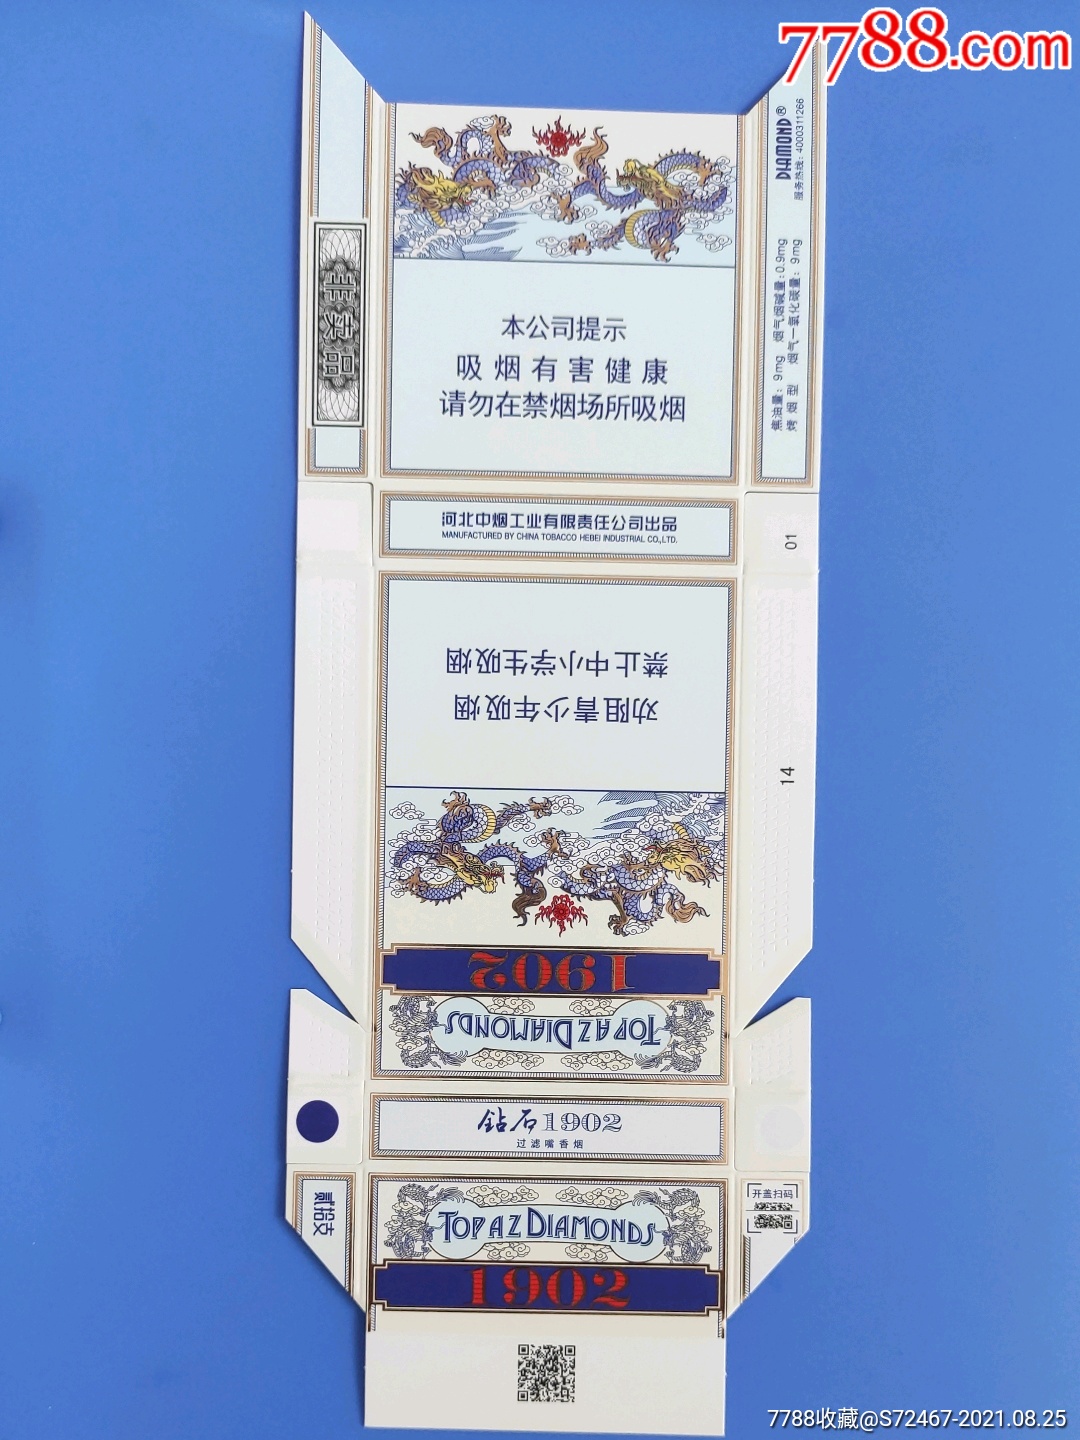 7788.com
DIAMOND®
服务热线：4000311266
焦油量：9mg 烟气烟碱量：0.9mg
烤烟型 烟气一氧化碳量：9mg
非卖品
本公司提示
吸烟有害健康
请勿在禁烟场所吸烟
河北中烟工业有限责任公司出品
MANUFACTURED BY CHINA TOBACCO HEBEI INDUSTRIAL CO.,LTD.
01
劝阻青少年吸烟
禁止中小学生吸烟
14
1902
TOPAZ DIAMONDS
钻石1902
过滤嘴香烟
贰拾支
开盖扫码
TOPAZ DIAMONDS
1902
7788收藏@S72467-2021.08.25